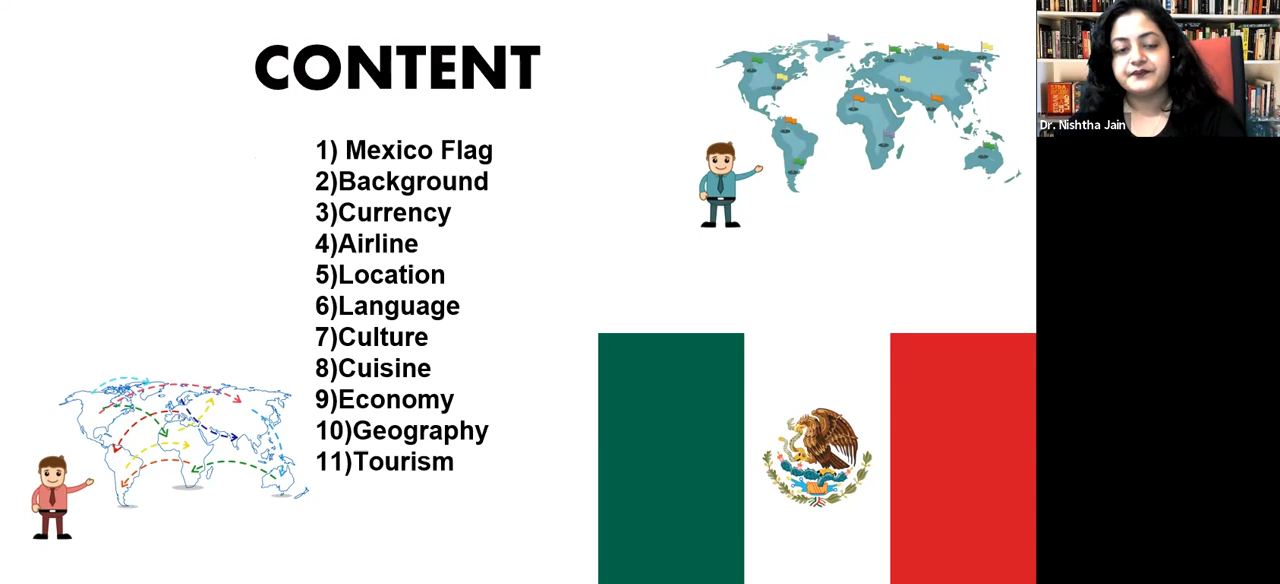 CONTENT
1) Mexico Flag
2)Background
3)Currency
4)Airline
5)Location
6)Language
7)Culture
8)Cuisine
9)Economy
10)Geography
11)Tourism
Dr. Nishtha Jain